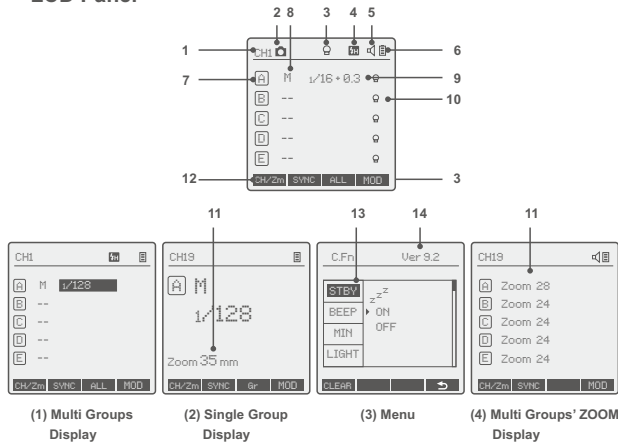 2 8 3 4 5
1 CH1 6
7 A M 1/16+0.3 9
B -- 10
C --
D --
E --
12 CH/Zm SYNC ALL MOD 3
11 13 14 11
CH1
A M 1/128
B --
C --
D --
E --
CH/Zm SYNC ALL MOD
(1) Multi Groups
Display
CH19
A M
1/128
Zoom 35 mm
CH/Zm SYNC Gr MOD
(2) Single Group
Display
C.Fn Ver 9.2
STBY zzZ
BEEP ON
MIN OFF
LIGHT
CLEAR
(3) Menu
CH19
A Zoom 28
B Zoom 24
C Zoom 24
D Zoom 24
E Zoom 24
CH/Zm SYNC MOD
(4) Multi Groups' ZOOM
Display